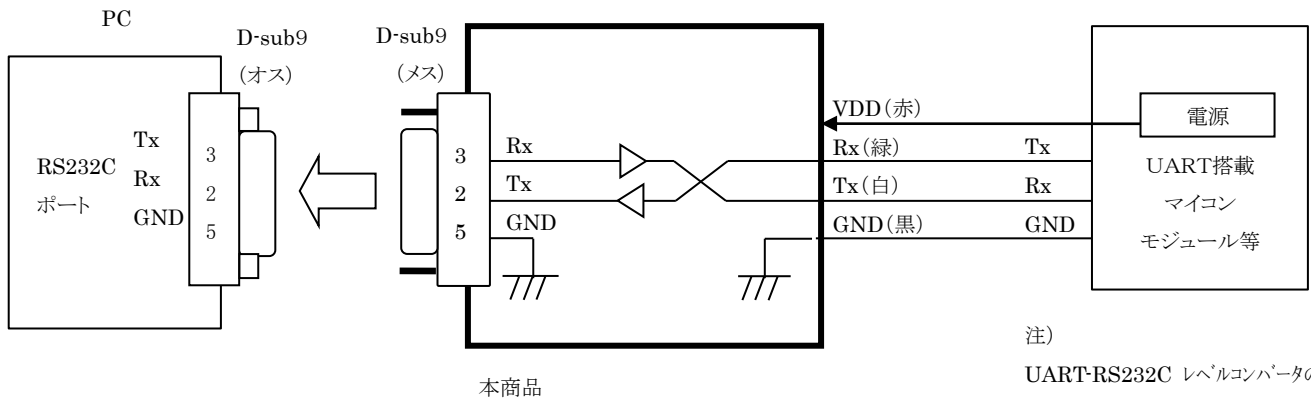 PC
D-sub9
(オス)
D-sub9
(メス)
RS232C
ポート
Tx
Rx
GND
3
2
5
3
2
5
Rx
Tx
GND
VDD(赤)
Rx(緑)
Tx(白)
GND(黒)
Tx
Rx
GND
電源
UART搭載
マイコン
モジュール等
本商品
注)
UART-RS232C レベルコンバータの